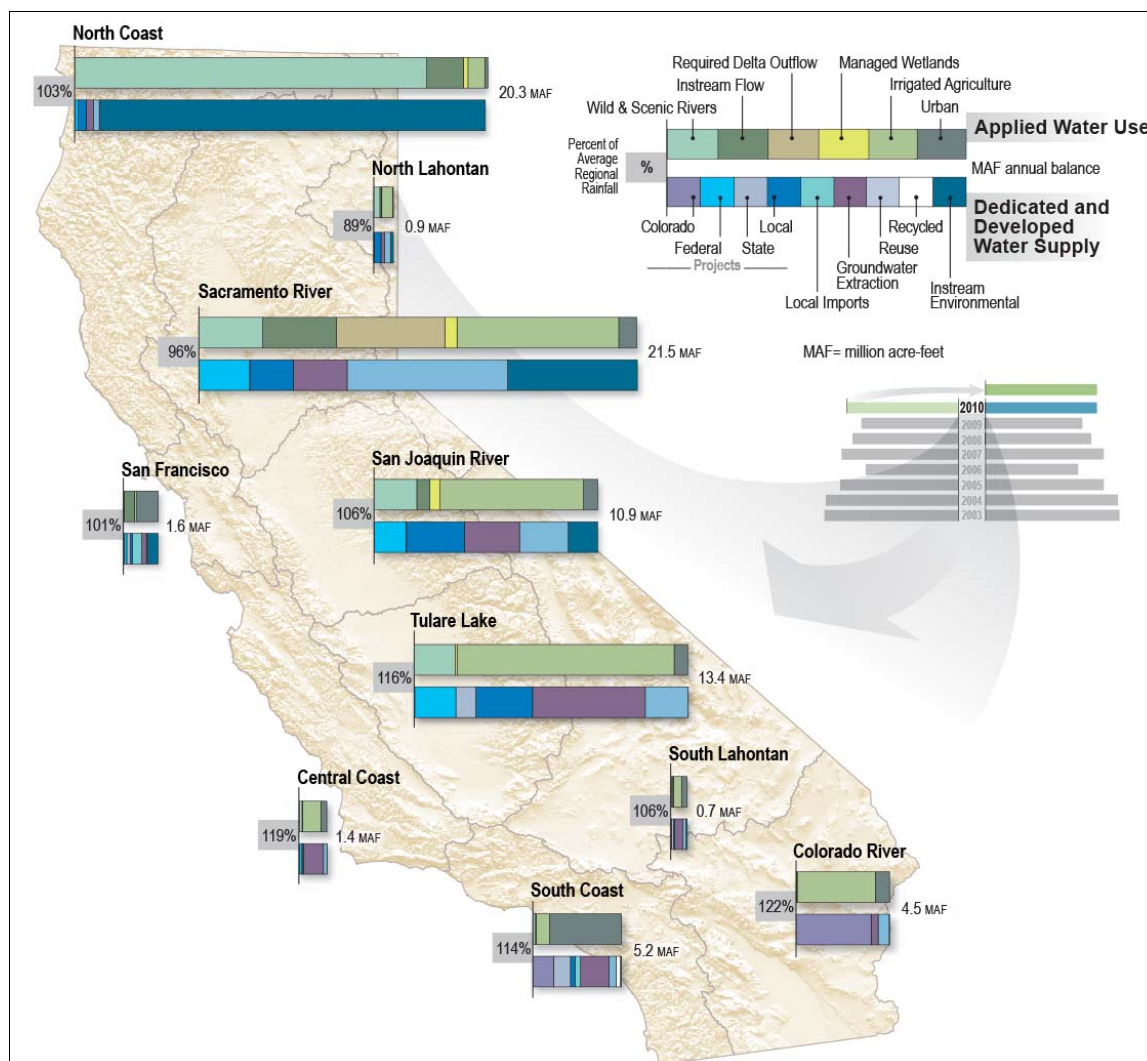 North Coast
103%
20.3 MAF
Required Delta Outflow
Managed Wetlands
Instream Flow
Irrigated Agriculture
Wild & Scenic Rivers
Urban
Applied Water Use
Percent of
Average
Regional
Rainfall
%
MAF annual balance
Dedicated and
Developed
Water Supply
Colorado
Local
Recycled
Federal
State
Reuse
Projects
Groundwater
Extraction
Instream
Environmental
Local Imports
MAF= million acre-feet
North Lahontan
89%
0.9 MAF
Sacramento River
96%
21.5 MAF
2010
2009
2008
2007
2006
2005
2004
2003
San Francisco
101%
1.6 MAF
San Joaquin River
106%
10.9 MAF
Tulare Lake
116%
13.4 MAF
Central Coast
119%
1.4 MAF
South Lahontan
106%
0.7 MAF
Colorado River
122%
4.5 MAF
South Coast
114%
5.2 MAF